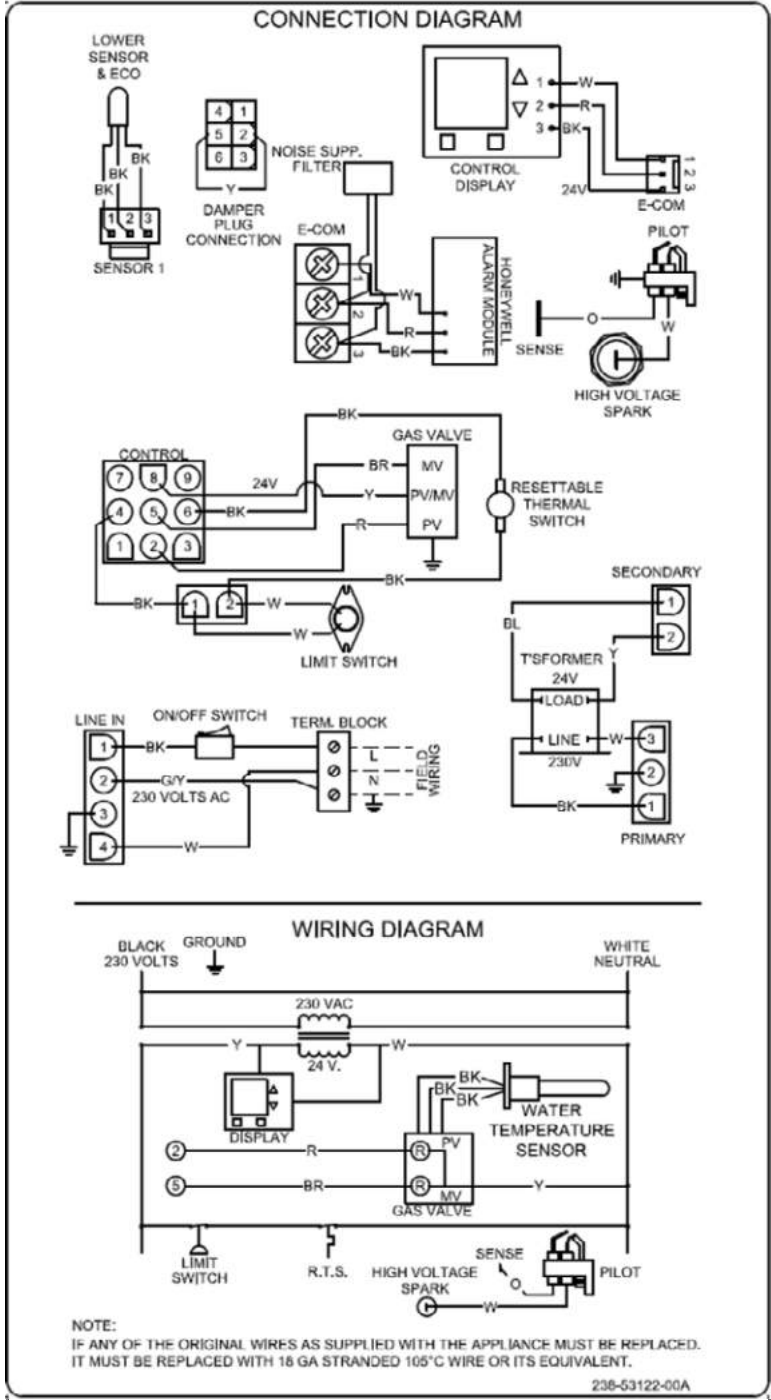 CONNECTION DIAGRAM
LOWER
SENSOR
& ECO
BK
BK
BK
1 2 3
SENSOR 1
4 1
5 2
6 3
Y
DAMPER
PLUG
CONNECTION
NOISE SUPP.
FILTER
E-COM
1
2
3
W
R
BK
HONEYWELL
ALARM MODULE
1 W
2 R
3 BK
CONTROL
DISPLAY
24V
1
2
3
E-COM
PILOT
SENSE
O
W
HIGH VOLTAGE
SPARK
CONTROL
7 8 9
4 5 6
1 2 3
BK
24V
BK
BR
Y
R
GAS VALVE
MV
PV/MV
PV
RESETTABLE
THERMAL
SWITCH
BK
BK
1 2
W
W
LIMIT SWITCH
SECONDARY
1
2
BL
Y
T'SFORMER
24V
LOAD
LINE
230V
W
BK
3
2
1
PRIMARY
LINE IN
1
2
3
4
ON/OFF SWITCH
BK
G/Y
230 VOLTS AC
W
TERM. BLOCK
L
N
FIELD
WIRING
WIRING DIAGRAM
BLACK
230 VOLTS
GROUND
WHITE
NEUTRAL
230 VAC
24 V.
Y
W
DISPLAY
BK
BK
BK
WATER
TEMPERATURE
SENSOR
2 R R PV
5 BR R MV Y
GAS VALVE
LIMIT
SWITCH
R.T.S.
HIGH VOLTAGE
SPARK
SENSE
O
W
PILOT
NOTE:
IF ANY OF THE ORIGINAL WIRES AS SUPPLIED WITH THE APPLIANCE MUST BE REPLACED.
IT MUST BE REPLACED WITH 18 GA STRANDED 105°C WIRE OR ITS EQUIVALENT.
238-53122-00A